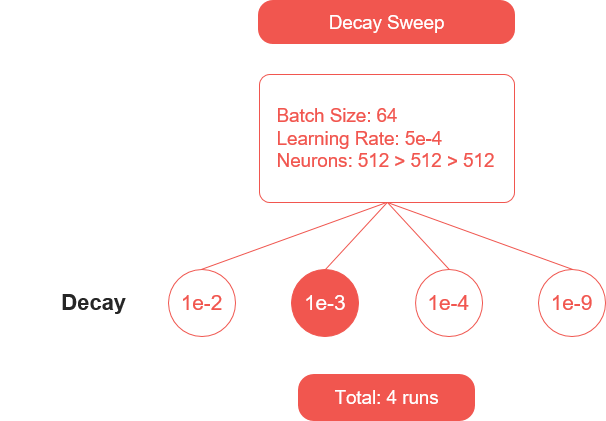 Decay Sweep
Batch Size: 64
Learning Rate: 5e-4
Neurons: 512 > 512 > 512
Decay 1e-2 1e-3 1e-4 1e-9
Total: 4 runs